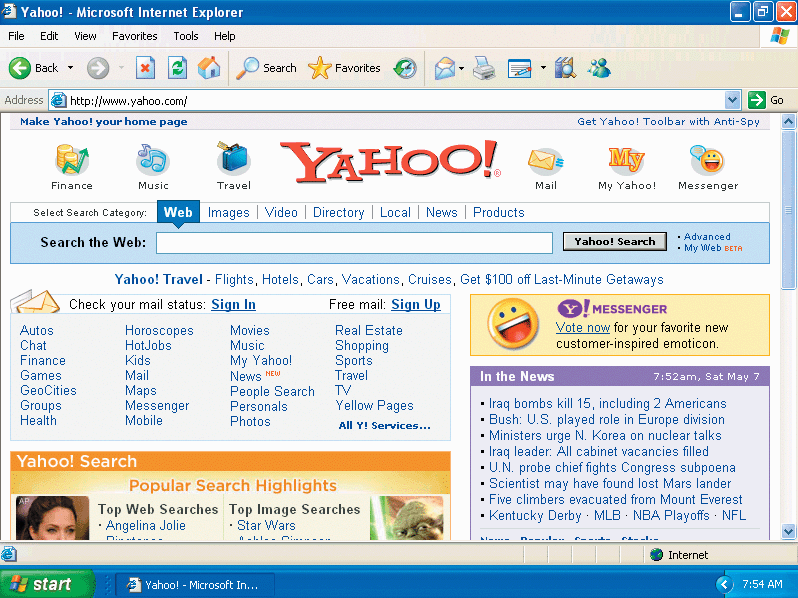 Yahoo! - Microsoft Internet Explorer
File Edit View Favorites Tools Help
Back Search Favorites
Address http://www.yahoo.com/ Go
Make Yahoo! your home page Get Yahoo! Toolbar with Anti-Spy
YAHOO!®
My
Finance Music Travel Mail My Yahoo! Messenger
Select Search Category: Web Images Video Directory Local News Products
Search the Web: Yahoo! Search
• Advanced
• My Web BETA
Yahoo! Travel - Flights, Hotels, Cars, Vacations, Cruises, Get $100 off Last-Minute Getaways
Check your mail status: Sign In Free mail: Sign Up
Autos Horoscopes Movies Real Estate
Chat HotJobs Music Shopping
Finance Kids My Yahoo! Sports
Games Mail News NEW Travel
GeoCities Maps People Search TV
Groups Messenger Personals Yellow Pages
Health Mobile Photos All Y! Services...
Y! MESSENGER
Vote now for your favorite new
customer-inspired emoticon.
In the News 7:52am, Sat May 7
• Iraq bombs kill 15, including 2 Americans
• Bush: U.S. played role in Europe division
• Ministers urge N. Korea on nuclear talks
• Iraq leader: All cabinet vacancies filled
• U.N. probe chief fights Congress subpoena
• Scientist may have found lost Mars lander
• Five climbers evacuated from Mount Everest
• Kentucky Derby · MLB · NBA Playoffs · NFL
News Popular Sports Stocks
Yahoo! Search
Popular Search Highlights
AP
Top Web Searches Top Image Searches
· Angelina Jolie · Star Wars
Internet
start Yahoo! - Microsoft In... 7:54 AM